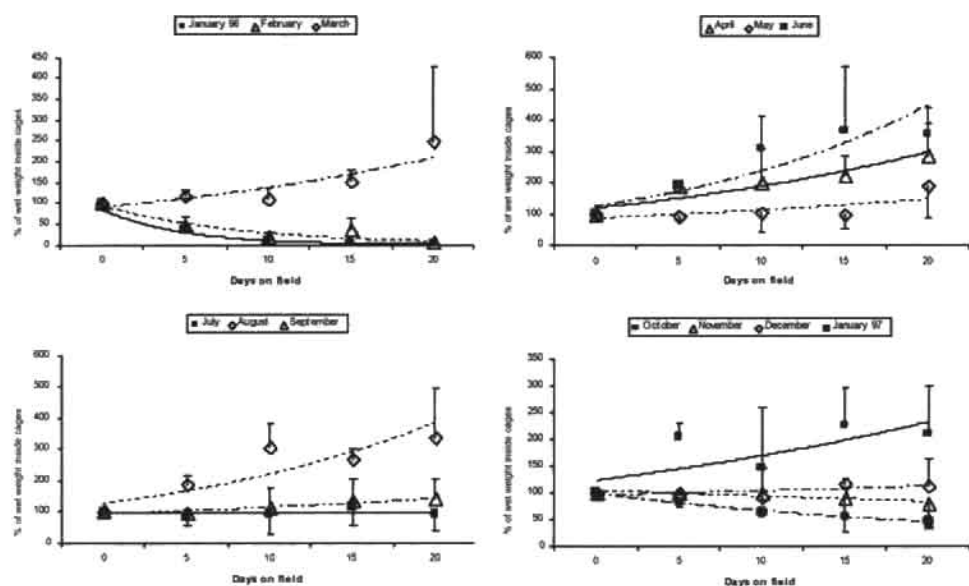 January 96 February March
450
400
350
300
250
200
150
100
50
0
% of wet weight inside cages
0 5 10 15 20
Days on field
April May June
600
500
400
300
200
100
0
% of wet weight inside cages
0 5 10 15 20
Days on field
July August September
600
500
400
300
200
100
0
% of wet weight inside cages
0 5 10 15 20
Days on field
October November December January 97
350
300
250
200
150
100
50
0
% of wet weight inside cages
0 5 10 15 20
Days on field